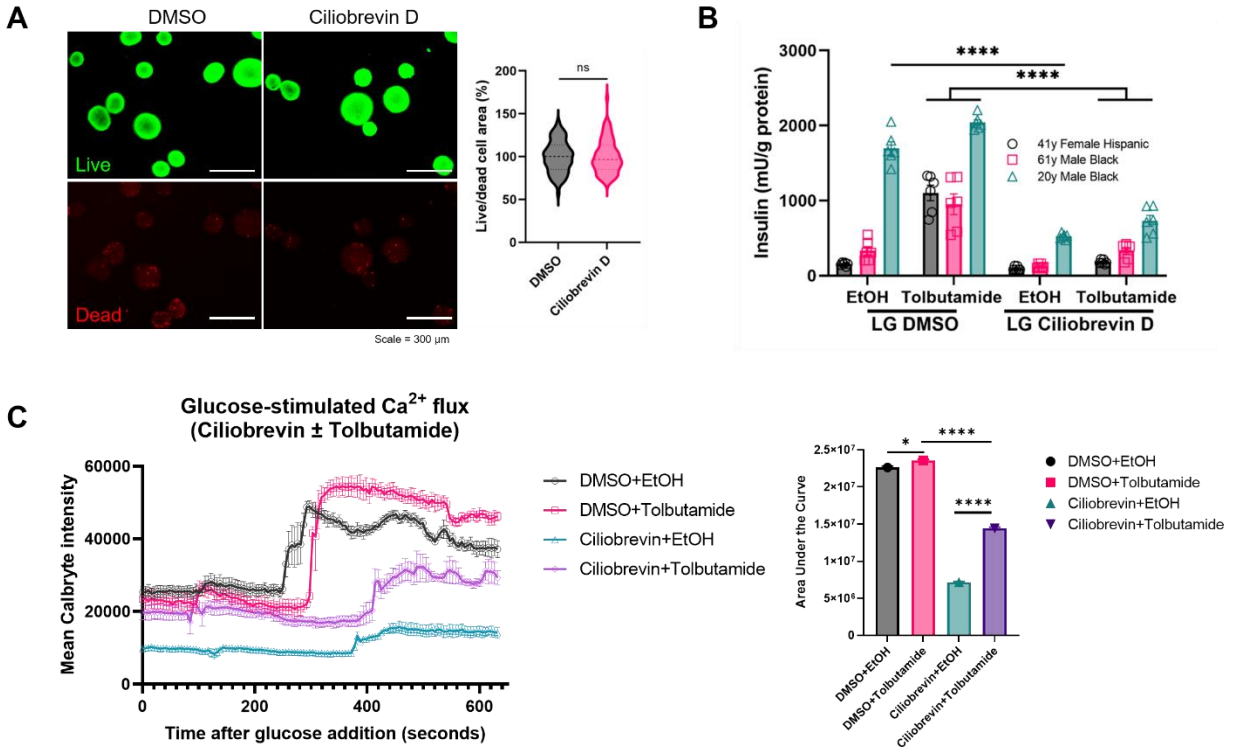 A
DMSO
Ciliobrevin D
Live
Dead
Scale = 300 µm
Live/dead cell area (%)
200
150
100
50
0
ns
DMSO
Ciliobrevin D
B
Insulin (mU/g protein)
3000
2000
1000
0
****
****
41y Female Hispanic
61y Male Black
20y Male Black
EtOH
Tolbutamide
EtOH
Tolbutamide
LG DMSO
LG Ciliobrevin D
C
Glucose-stimulated Ca²⁺ flux
(Ciliobrevin ± Tolbutamide)
Mean Calbryte intensity
60000
40000
20000
0
0
200
400
600
Time after glucose addition (seconds)
DMSO+EtOH
DMSO+Tolbutamide
Ciliobrevin+EtOH
Ciliobrevin+Tolbutamide
Area Under the Curve
2.5×10⁷
2.0×10⁷
1.5×10⁷
1.0×10⁷
5×10⁶
0
*
****
****
DMSO+EtOH
DMSO+Tolbutamide
Ciliobrevin+EtOH
Ciliobrevin+Tolbutamide
DMSO+EtOH
DMSO+Tolbutamide
Ciliobrevin+EtOH
Ciliobrevin+Tolbutamide